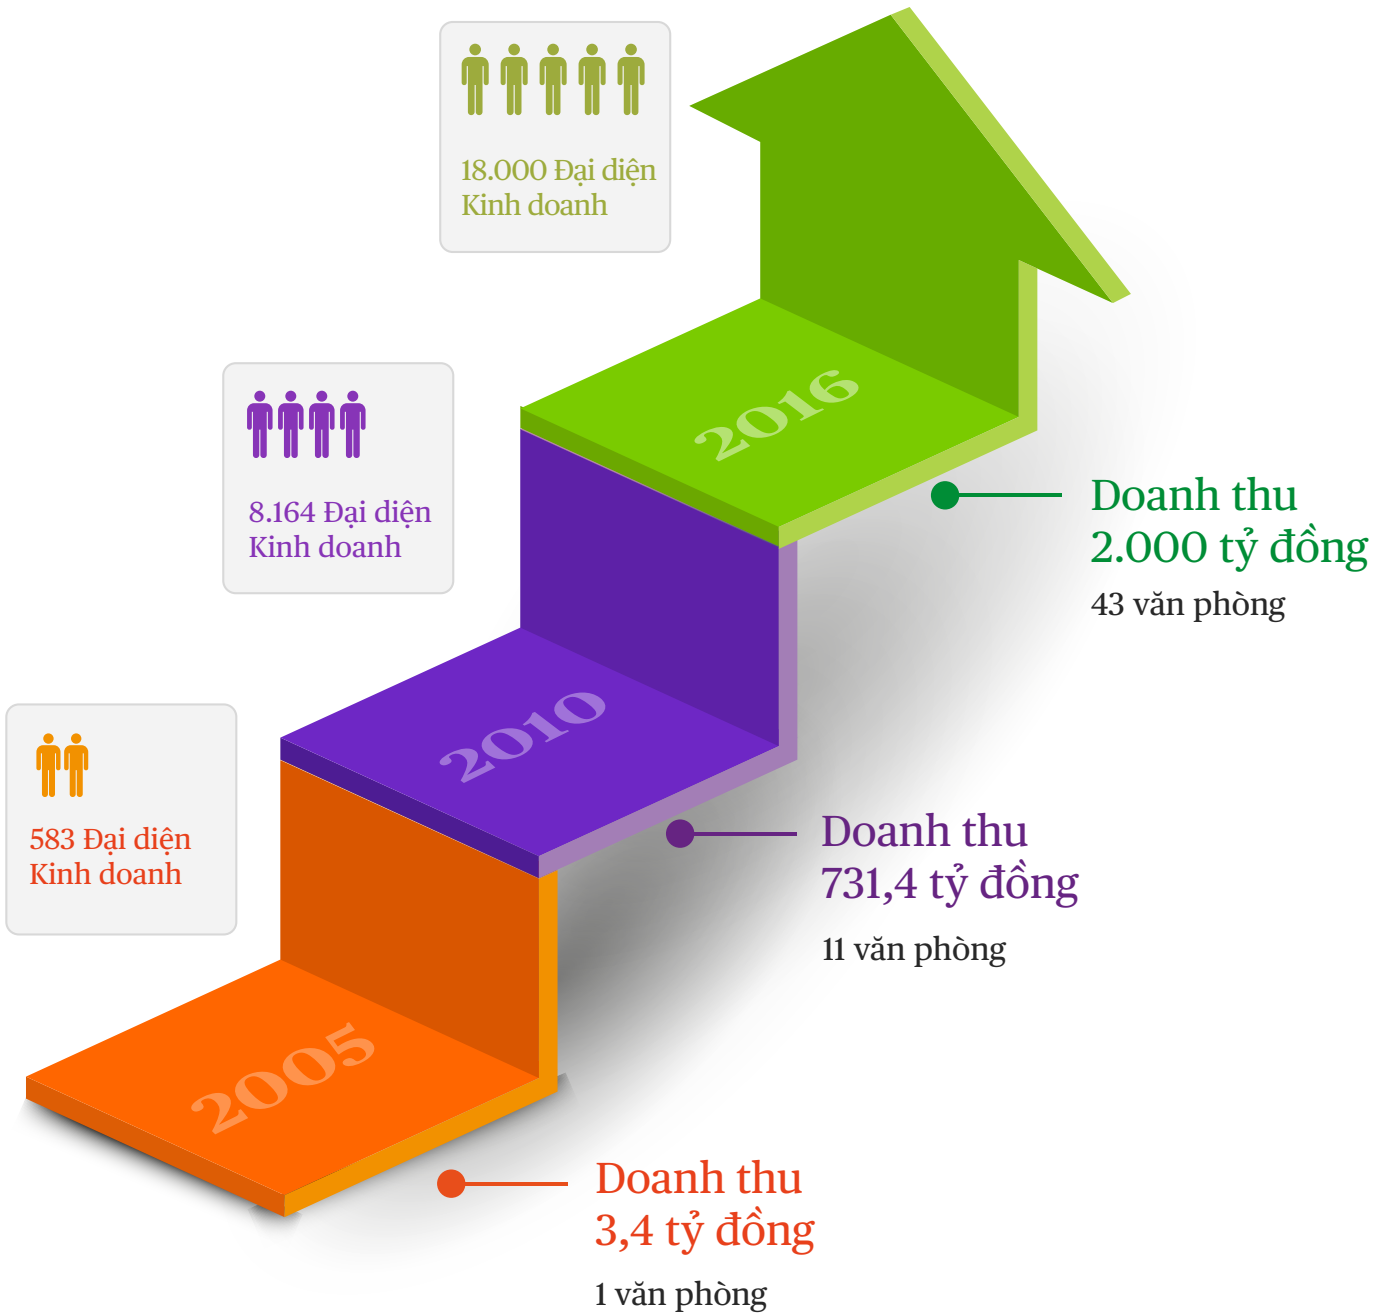 18.000 Đại diện
Kinh doanh
2016
Doanh thu
2.000 tỷ đồng
43 văn phòng
8.164 Đại diện
Kinh doanh
2010
Doanh thu
731,4 tỷ đồng
11 văn phòng
583 Đại diện
Kinh doanh
2005
Doanh thu
3,4 tỷ đồng
1 văn phòng